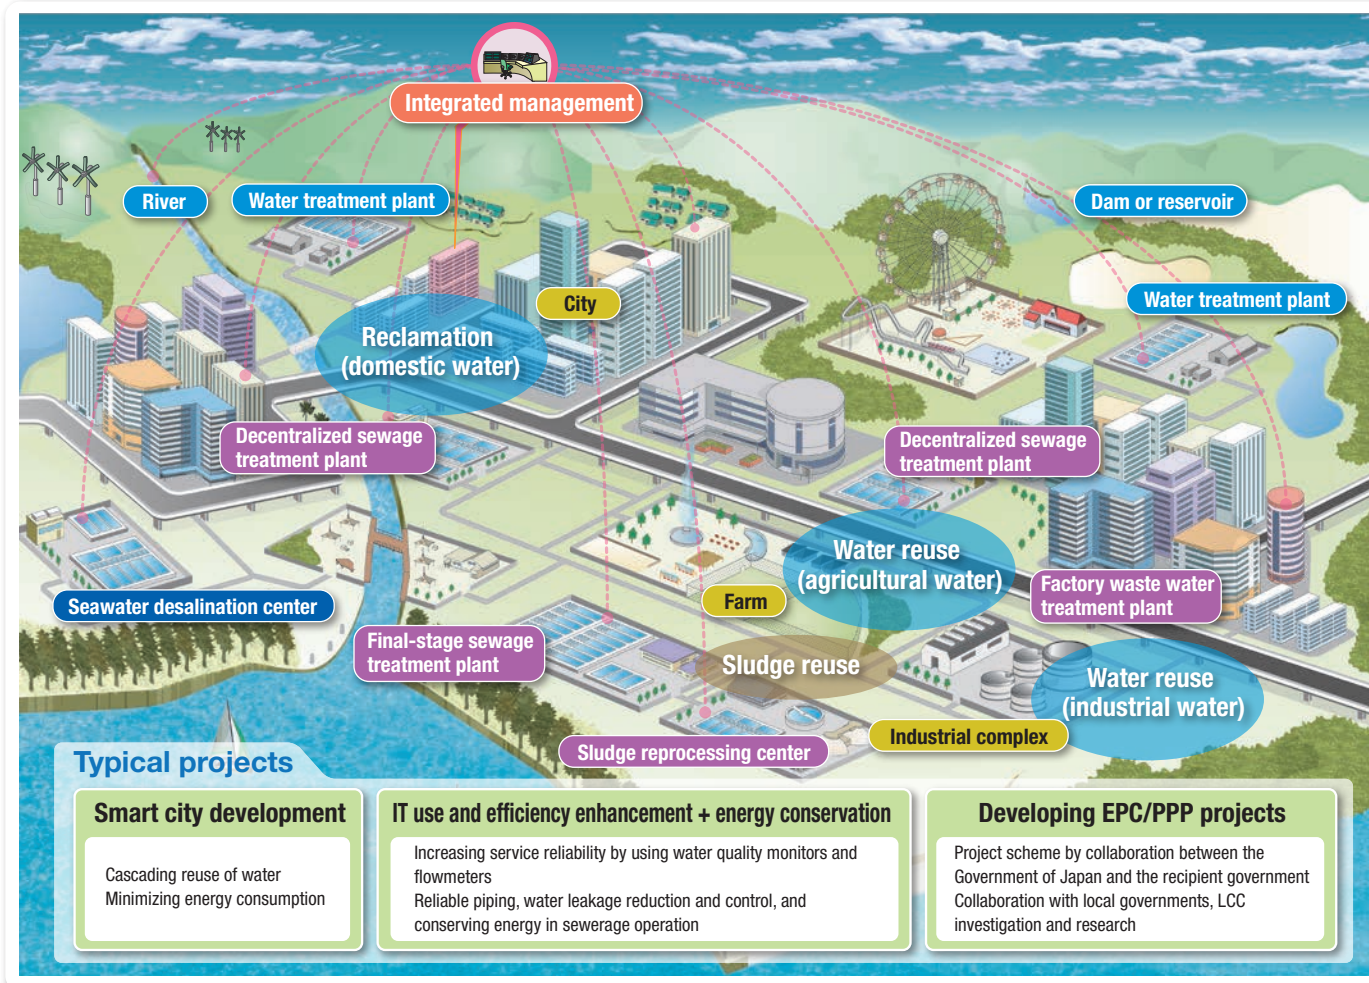 Integrated management
River
Water treatment plant
Dam or reservoir
City
Water treatment plant
Reclamation
(domestic water)
Decentralized sewage
treatment plant
Decentralized sewage
treatment plant
Water reuse
(agricultural water)
Seawater desalination center
Farm
Factory waste water
treatment plant
Final-stage sewage
treatment plant
Sludge reuse
Water reuse
(industrial water)
Industrial complex
Sludge reprocessing center
Typical projects
Smart city development
Cascading reuse of water
Minimizing energy consumption
IT use and efficiency enhancement + energy conservation
Increasing service reliability by using water quality monitors and
flowmeters
Reliable piping, water leakage reduction and control, and
conserving energy in sewerage operation
Developing EPC/PPP projects
Project scheme by collaboration between the
Government of Japan and the recipient government
Collaboration with local governments, LCC
investigation and research